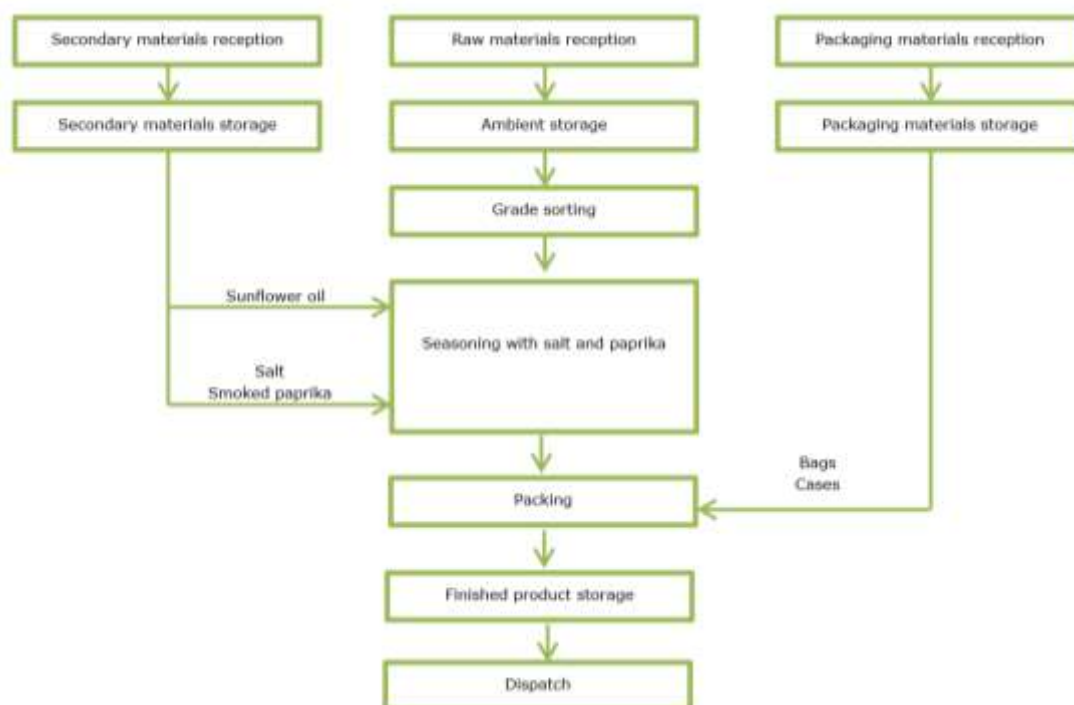 Secondary materials reception
Raw materials reception
Packaging materials reception
Secondary materials storage
Ambient storage
Packaging materials storage
Grade sorting
Sunflower oil
Seasoning with salt and paprika
Salt
Smoked paprika
Bags
Cases
Packing
Finished product storage
Dispatch